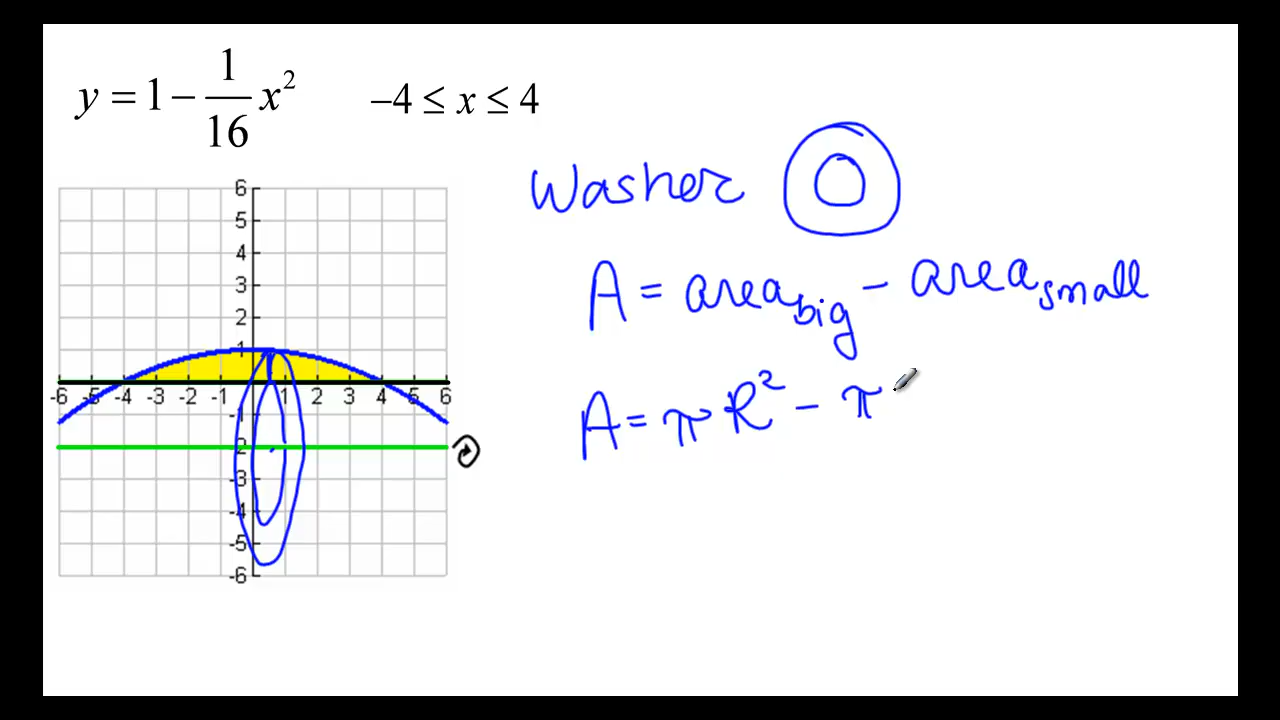 y = 1 − 1/16 x² −4 ≤ x ≤ 4
Washer
A = area_big − area_small
A = πR² − π
6
5
4
3
2
1
-6 -5 -4 -3 -2 -1 1 2 3 4 5 6
-1
-2
-3
-4
-5
-6